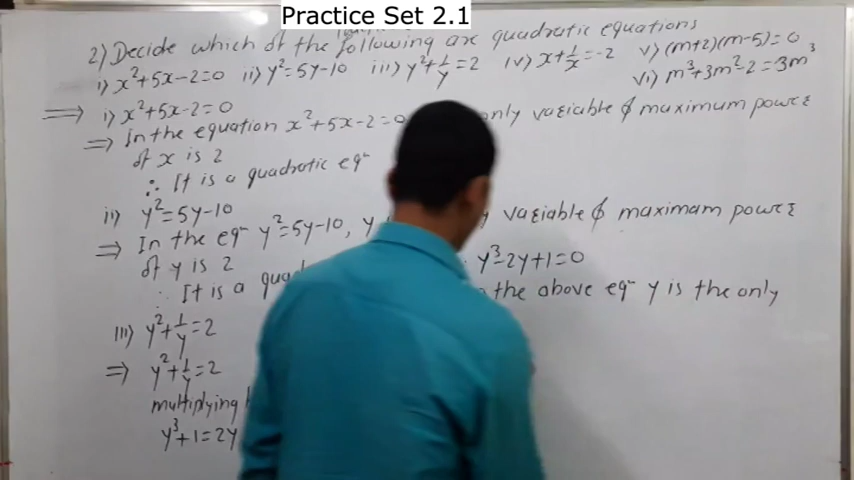 Practice Set 2.1
2) Decide which of the following are quadratic equations
i) x²+5x-2=0 ii) y²=5y-10 iii) y²+1/y=2 iv) x+1/x=-2 v) (m+2)(m-5)=0
vi) m³+3m²-2=3m³
⇒ i) x²+5x-2=0
⇒ In the equation x²+5x-2=0 only variable & maximum power
of x is 2
∴ It is a quadratic eqⁿ
ii) y²=5y-10
⇒ In the eqⁿ y²=5y-10, y variable & maximam power
of y is 2
∴ It is a
iii) y²+1/y=2
⇒ y²+1/y=2
multiplying
y³+1=2y
y³-2y+1=0
the above eqⁿ y is the only